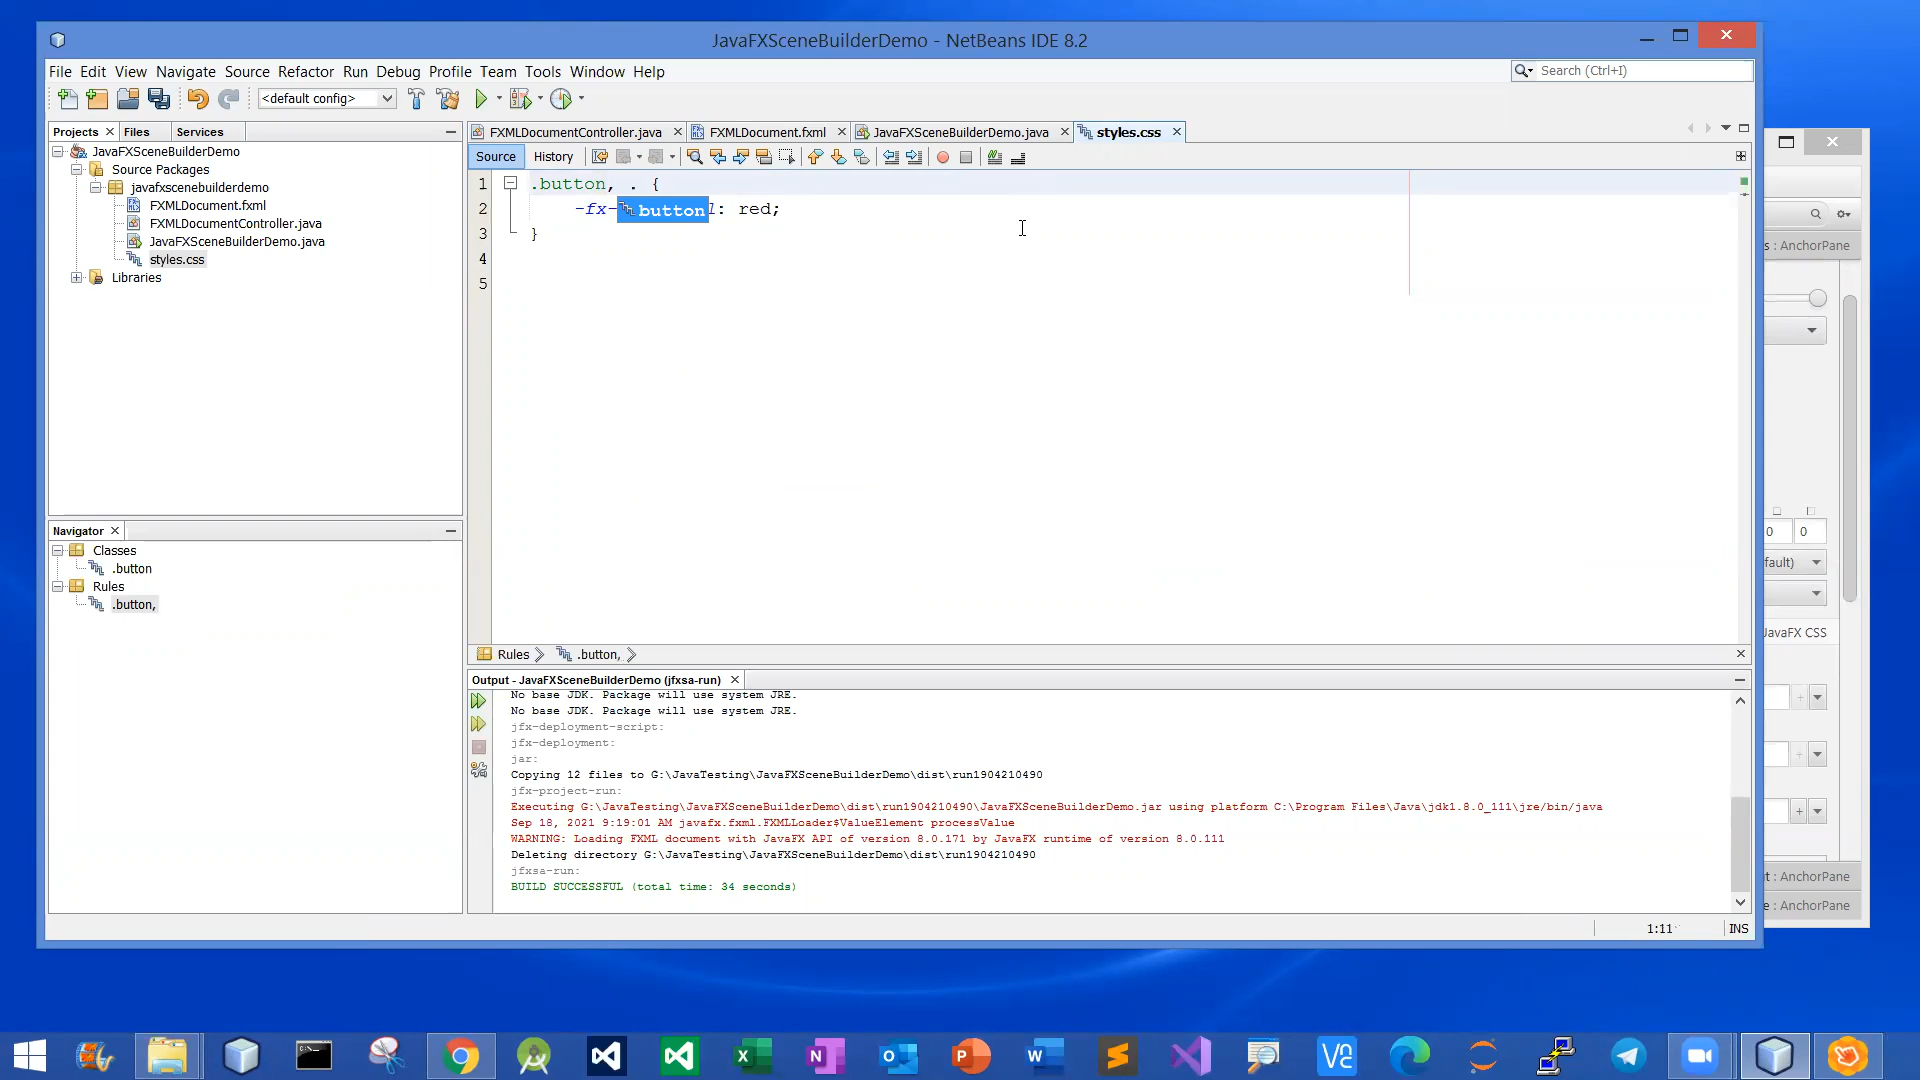 JavaFXSceneBuilderDemo - NetBeans IDE 8.2
File Edit View Navigate Source Refactor Run Debug Profile Team Tools Window Help
Search (Ctrl+I)
<default config>
Projects Files Services
JavaFXSceneBuilderDemo
Source Packages
javafxscenebuilderdemo
FXMLDocument.fxml
FXMLDocumentController.java
JavaFXSceneBuilderDemo.java
styles.css
Libraries
FXMLDocumentController.java FXMLDocument.fxml JavaFXSceneBuilderDemo.java styles.css
Source History
1 .button, . {
2 -fx- button : red;
3 }
4
5
Navigator
Classes
.button
Rules
.button,
Rules .button,
Output - JavaFXSceneBuilderDemo (jfxsa-run)
No base JDK. Package will use system JRE.
No base JDK. Package will use system JRE.
jfx-deployment-script:
jfx-deployment:
jar:
Copying 12 files to G:\JavaTesting\JavaFXSceneBuilderDemo\dist\run1904210490
jfx-project-run:
Executing G:\JavaTesting\JavaFXSceneBuilderDemo\dist\run1904210490\JavaFXSceneBuilderDemo.jar using platform C:\Program Files\Java\jdk1.8.0_111\jre/bin/java
Sep 18, 2021 9:19:01 AM javafx.fxml.FXMLLoader$ValueElement processValue
WARNING: Loading FXML document with JavaFX API of version 8.0.171 by JavaFX runtime of version 8.0.111
Deleting directory G:\JavaTesting\JavaFXSceneBuilderDemo\dist\run1904210490
jfxsa-run:
BUILD SUCCESSFUL (total time: 34 seconds)
1:11 INS
: AnchorPane
0 0
fault)
JavaFX CSS
: AnchorPane
: AnchorPane